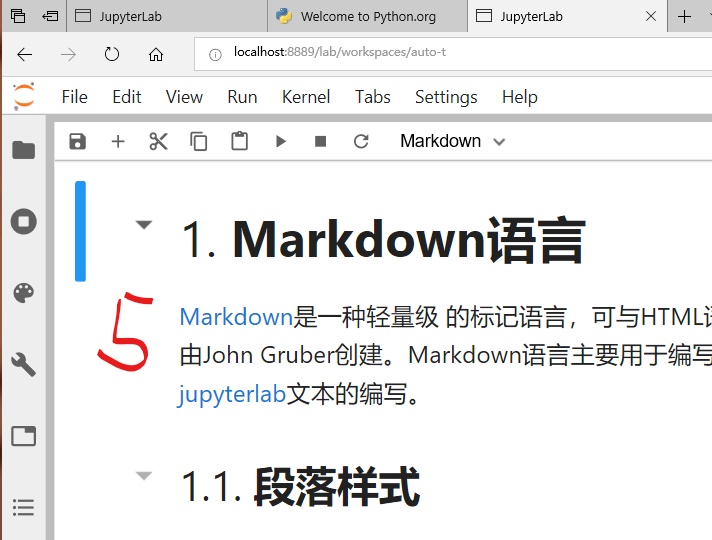 JupyterLab
Welcome to Python.org
JupyterLab
localhost:8889/lab/workspaces/auto-t
File Edit View Run Kernel Tabs Settings Help
Markdown
1. Markdown语言
5
Markdown是一种轻量级 的标记语言，可与HTML
由John Gruber创建。Markdown语言主要用于编写
jupyterlab文本的编写。
1.1. 段落样式